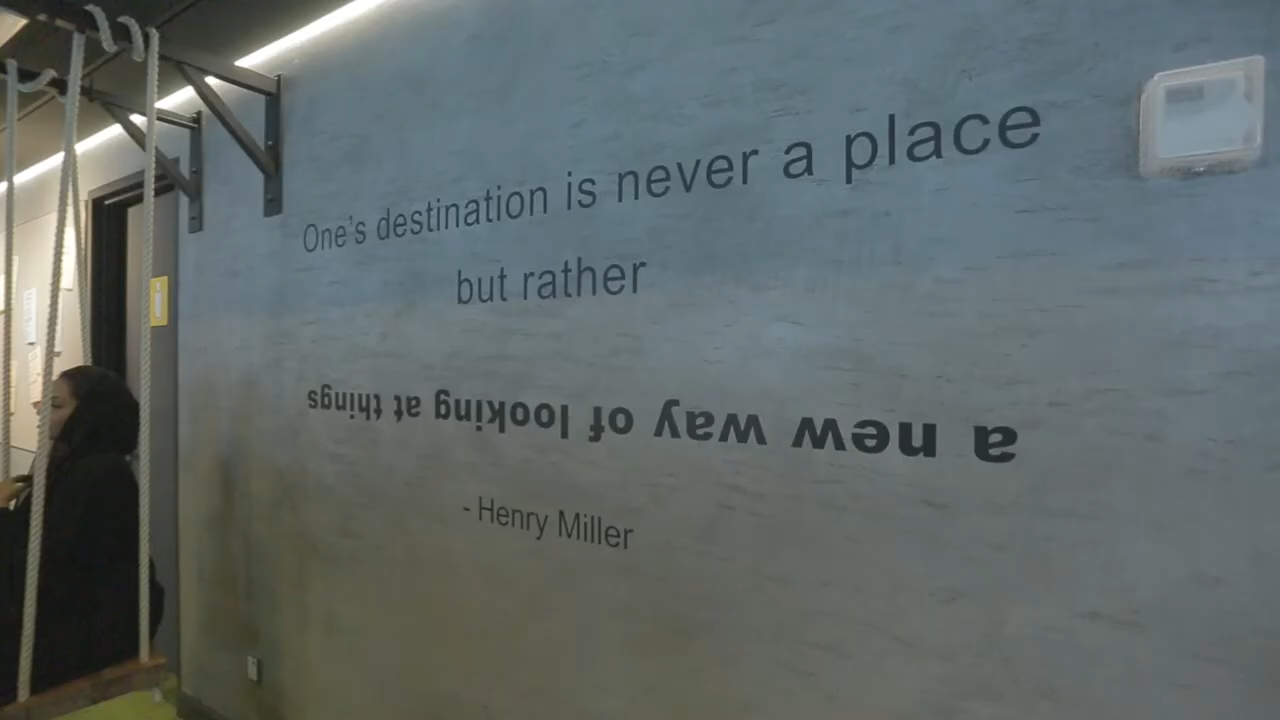 One's destination is never a place
but rather
a new way of looking at things
- Henry Miller